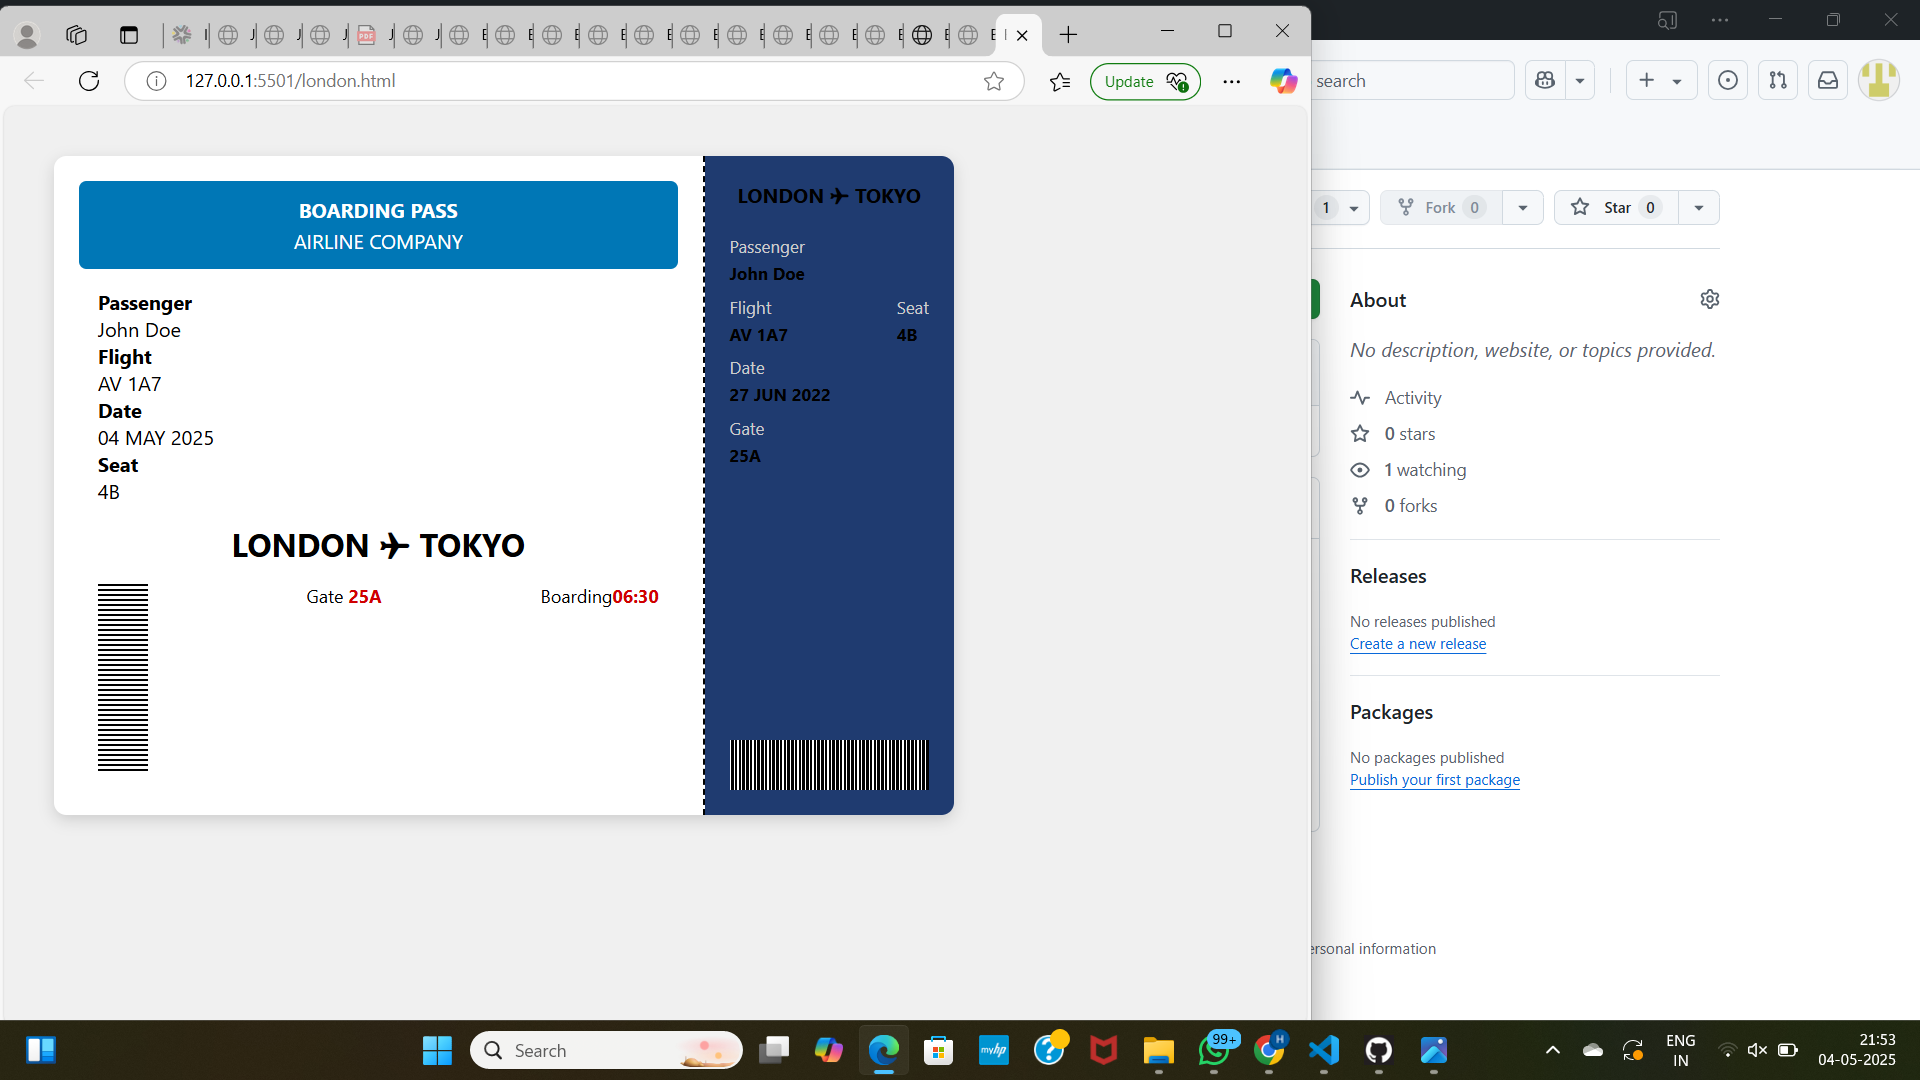 127.0.0.1:5501/london.html
Update
BOARDING PASS
AIRLINE COMPANY
Passenger
John Doe
Flight
AV 1A7
Date
04 MAY 2025
Seat
4B
LONDON ✈ TOKYO
Gate 25A
Boarding06:30
LONDON ✈ TOKYO
Passenger
John Doe
Flight Seat
AV 1A7 4B
Date
27 JUN 2022
Gate
25A
search
1
Fork 0
Star 0
About
No description, website, or topics provided.
Activity
0 stars
1 watching
0 forks
Releases
No releases published
Create a new release
Packages
No packages published
Publish your first package
ersonal information
Search
myhp
99+
H
ENG
IN
21:53
04-05-2025